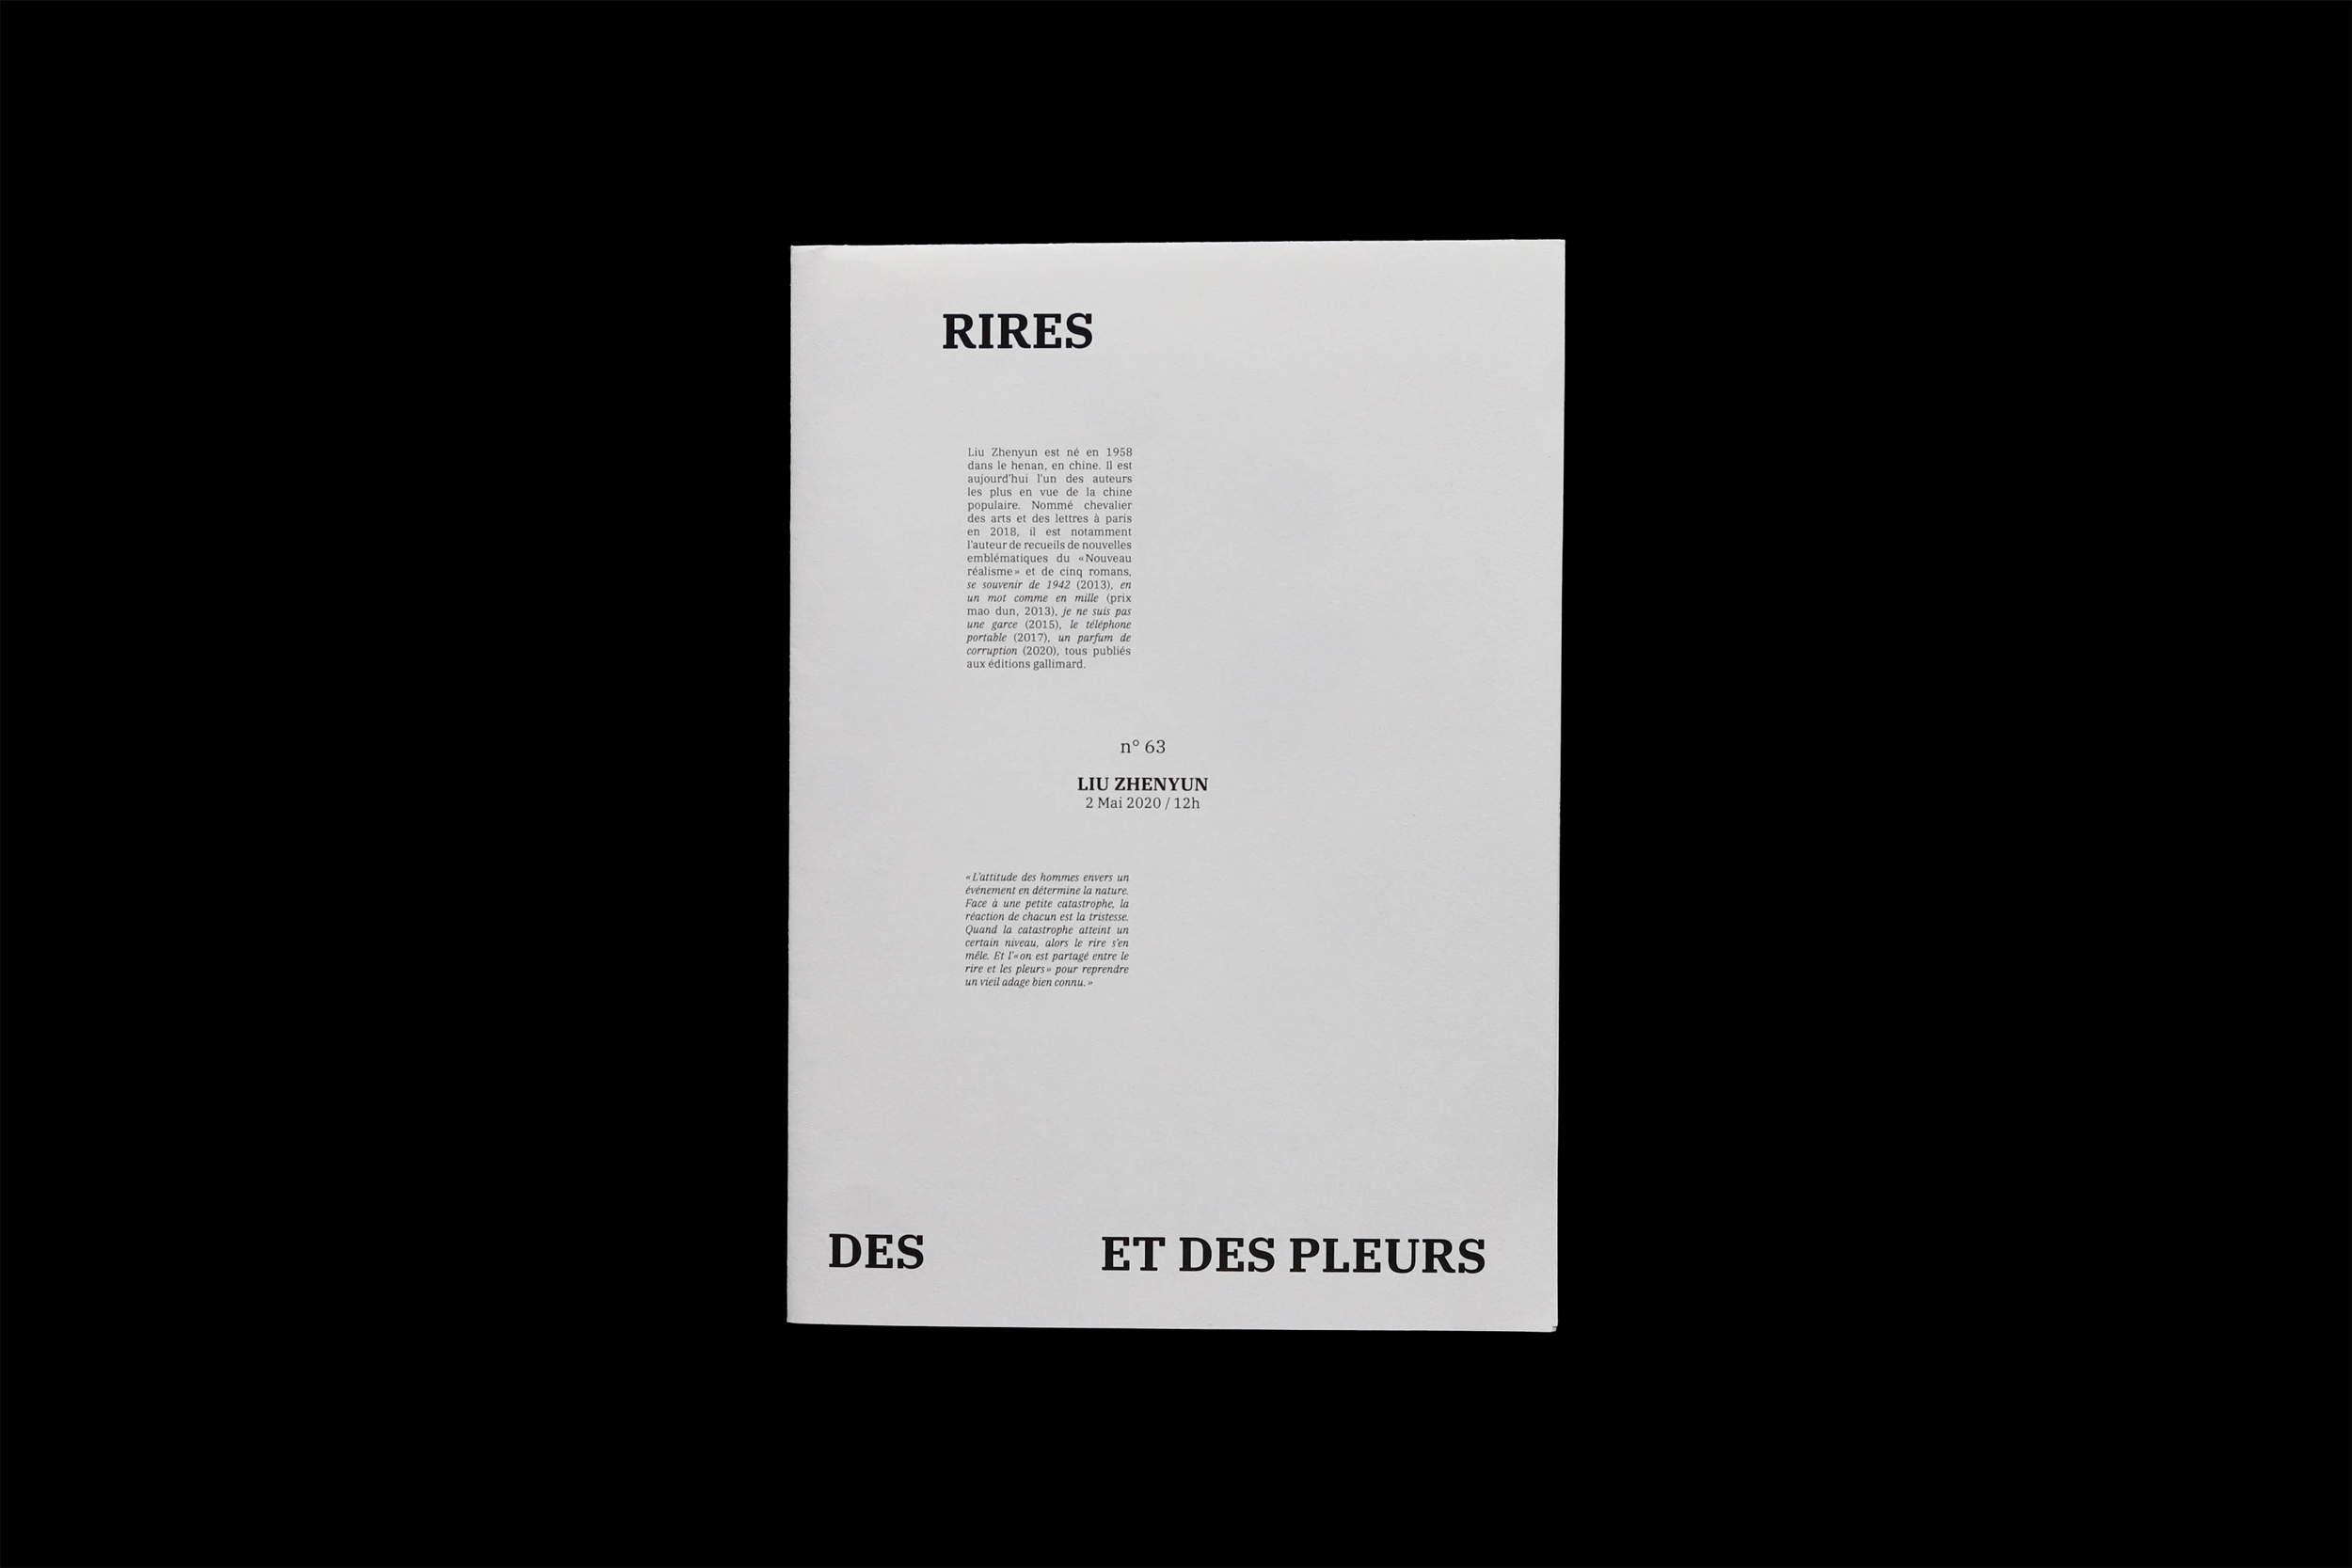 RIRES
Liu Zhenyun est né en 1958
dans le henan, en chine. Il est
aujourd'hui l'un des auteurs
les plus en vue de la chine
populaire. Nommé chevalier
des arts et des lettres à paris
en 2018, il est notamment
l'auteur de recueils de nouvelles
emblématiques du «Nouveau
réalisme» et de cinq romans,
se souvenir de 1942 (2013), en
un mot comme en mille (prix
mao dun, 2013), je ne suis pas
une garce (2015), le téléphone
portable (2017), un parfum de
corruption (2020), tous publiés
aux éditions gallimard.
n° 63
LIU ZHENYUN
2 Mai 2020 / 12h
«L'attitude des hommes envers un
événement en détermine la nature.
Face à une petite catastrophe, la
réaction de chacun est la tristesse.
Quand la catastrophe atteint un
certain niveau, alors le rire s'en
mêle. Et l'«on est partagé entre le
rire et les pleurs» pour reprendre
un vieil adage bien connu.»
DES ET DES PLEURS